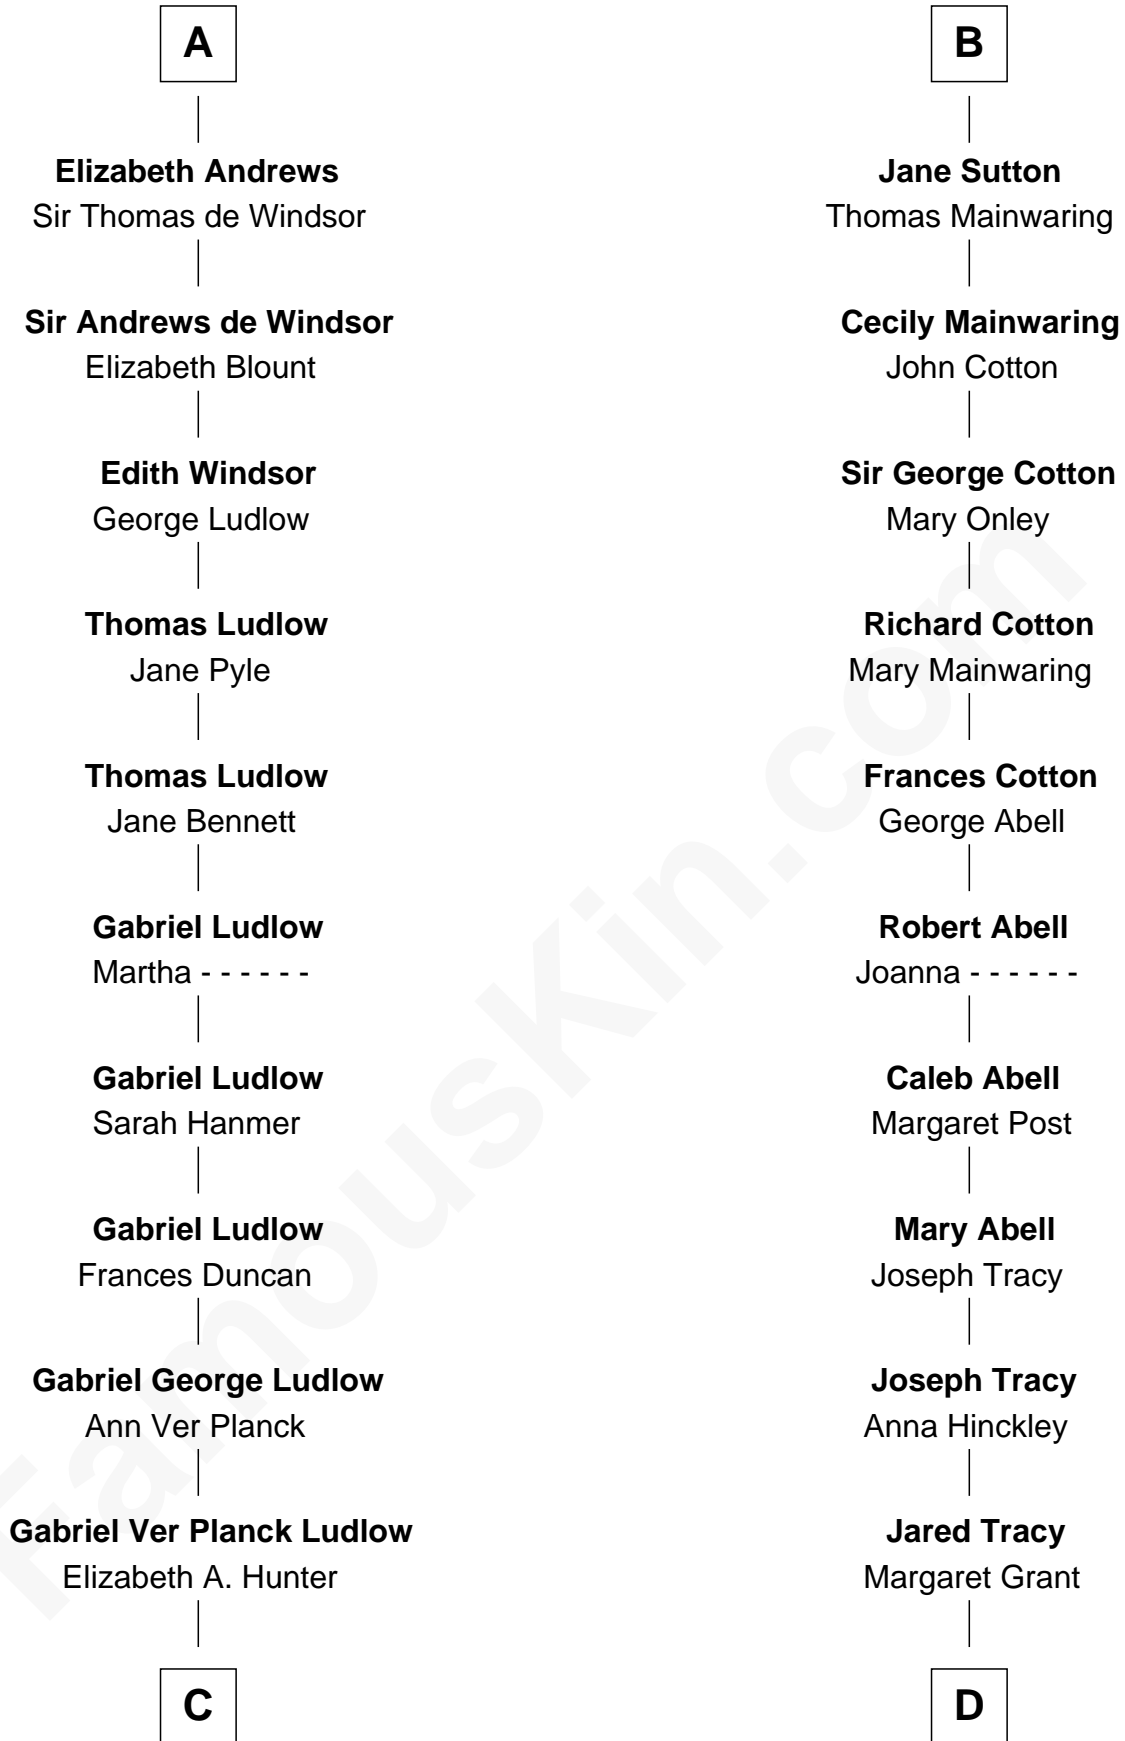 A
Elizabeth Andrews
Sir Thomas de Windsor
Sir Andrews de Windsor
Elizabeth Blount
Edith Windsor
George Ludlow
Thomas Ludlow
Jane Pyle
Thomas Ludlow
Jane Bennett
Gabriel Ludlow
Martha - - - - - -
Gabriel Ludlow
Sarah Hanmer
Gabriel Ludlow
Frances Duncan
Gabriel George Ludlow
Ann Ver Planck
Gabriel Ver Planck Ludlow
Elizabeth A. Hunter
C
B
Jane Sutton
Thomas Mainwaring
Cecily Mainwaring
John Cotton
Sir George Cotton
Mary Onley
Richard Cotton
Mary Mainwaring
Frances Cotton
George Abell
Robert Abell
Joanna - - - - - -
Caleb Abell
Margaret Post
Mary Abell
Joseph Tracy
Joseph Tracy
Anna Hinckley
Jared Tracy
Margaret Grant
D
FamousKin.com